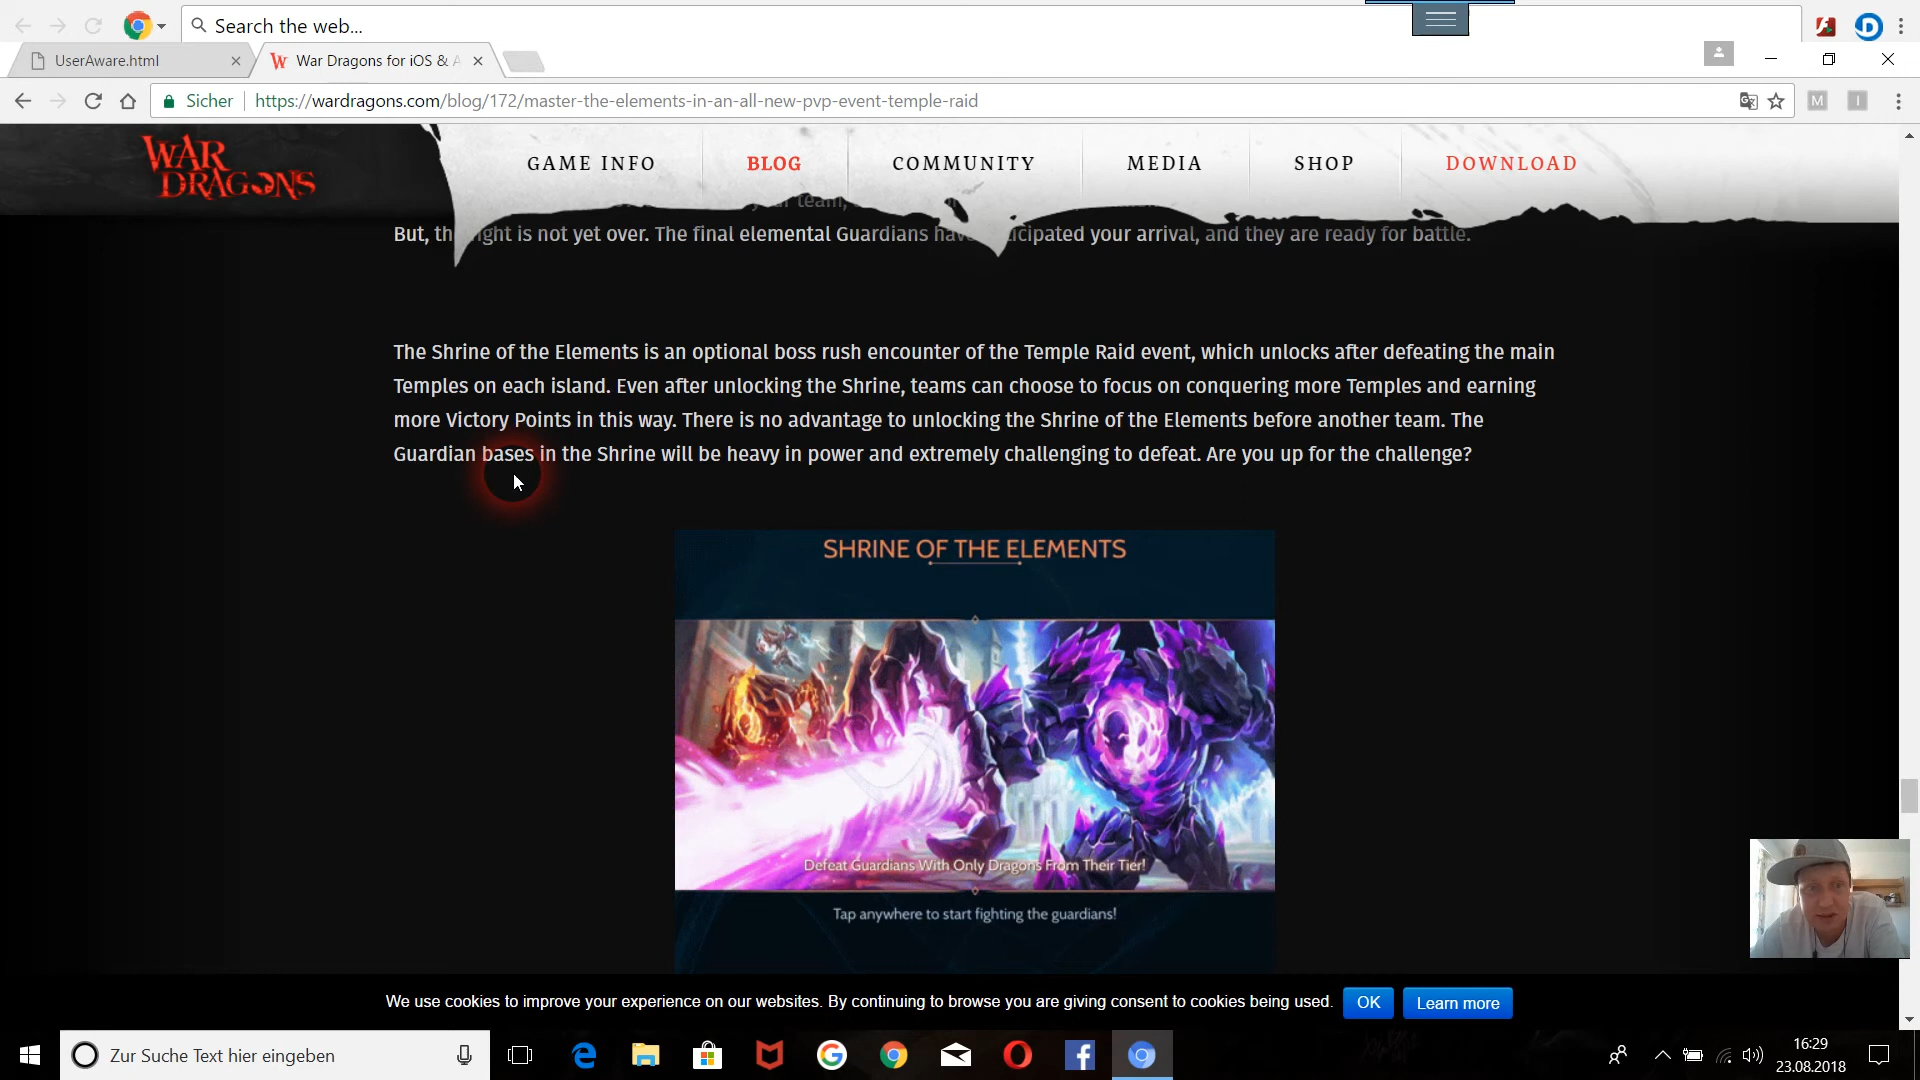 Search the web...
UserAware.html
War Dragons for iOS & A
Sicher
https://wardragons.com/blog/172/master-the-elements-in-an-all-new-pvp-event-temple-raid
M
I
WAR DRAGONS
GAME INFO
BLOG
COMMUNITY
MEDIA
SHOP
DOWNLOAD
team,
But, is not yet over. The final elemental Guardians your arrival, and they are ready for battle.
The Shrine of the Elements is an optional boss rush encounter of the Temple Raid event, which unlocks after defeating the main
Temples on each island. Even after unlocking the Shrine, teams can choose to focus on conquering more Temples and earning
more Victory Points in this way. There is no advantage to unlocking the Shrine of the Elements before another team. The
Guardian bases in the Shrine will be heavy in power and extremely challenging to defeat. Are you up for the challenge?
SHRINE OF THE ELEMENTS
Defeat Guardians With Only Dragons From Their Tier!
Tap anywhere to start fighting the guardians!
We use cookies to improve your experience on our websites. By continuing to browse you are giving consent to cookies being used.
OK
Learn more
Zur Suche Text hier eingeben
16:29
23.08.2018